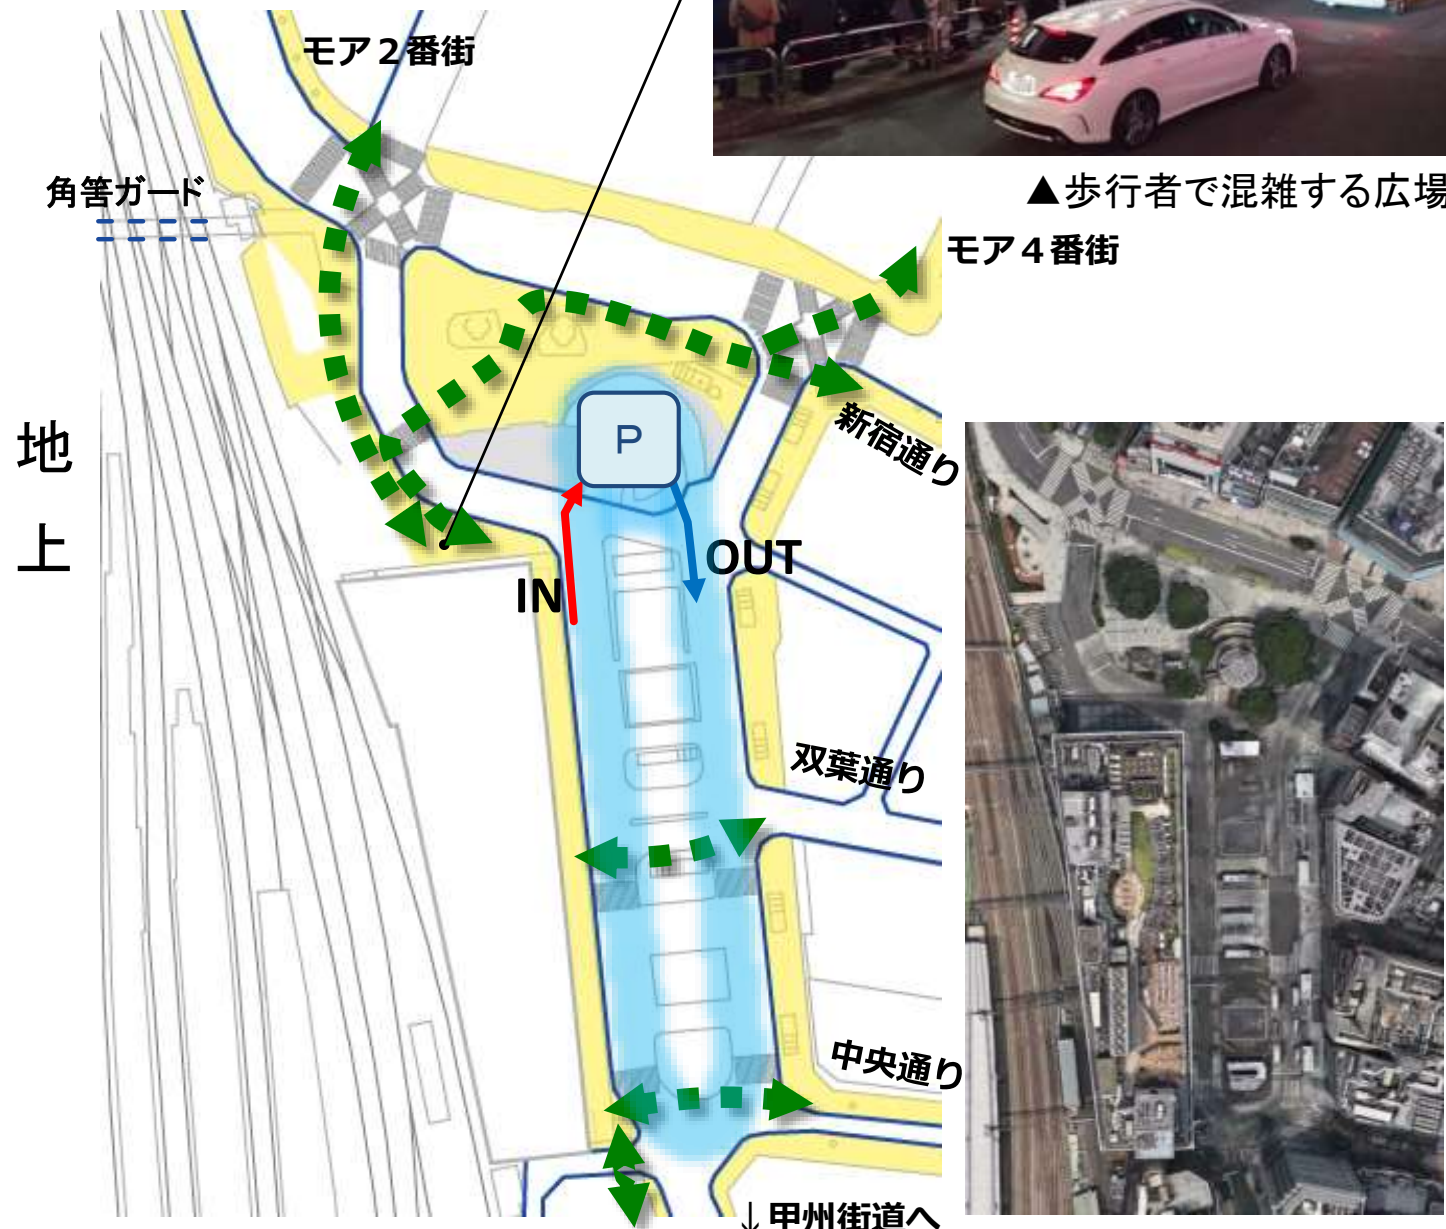 モア２番街
角筈ガード
▲歩行者で混雑する広場
モア４番街
地上
P
新宿通り
IN
OUT
双葉通り
中央通り
↓甲州街道へ